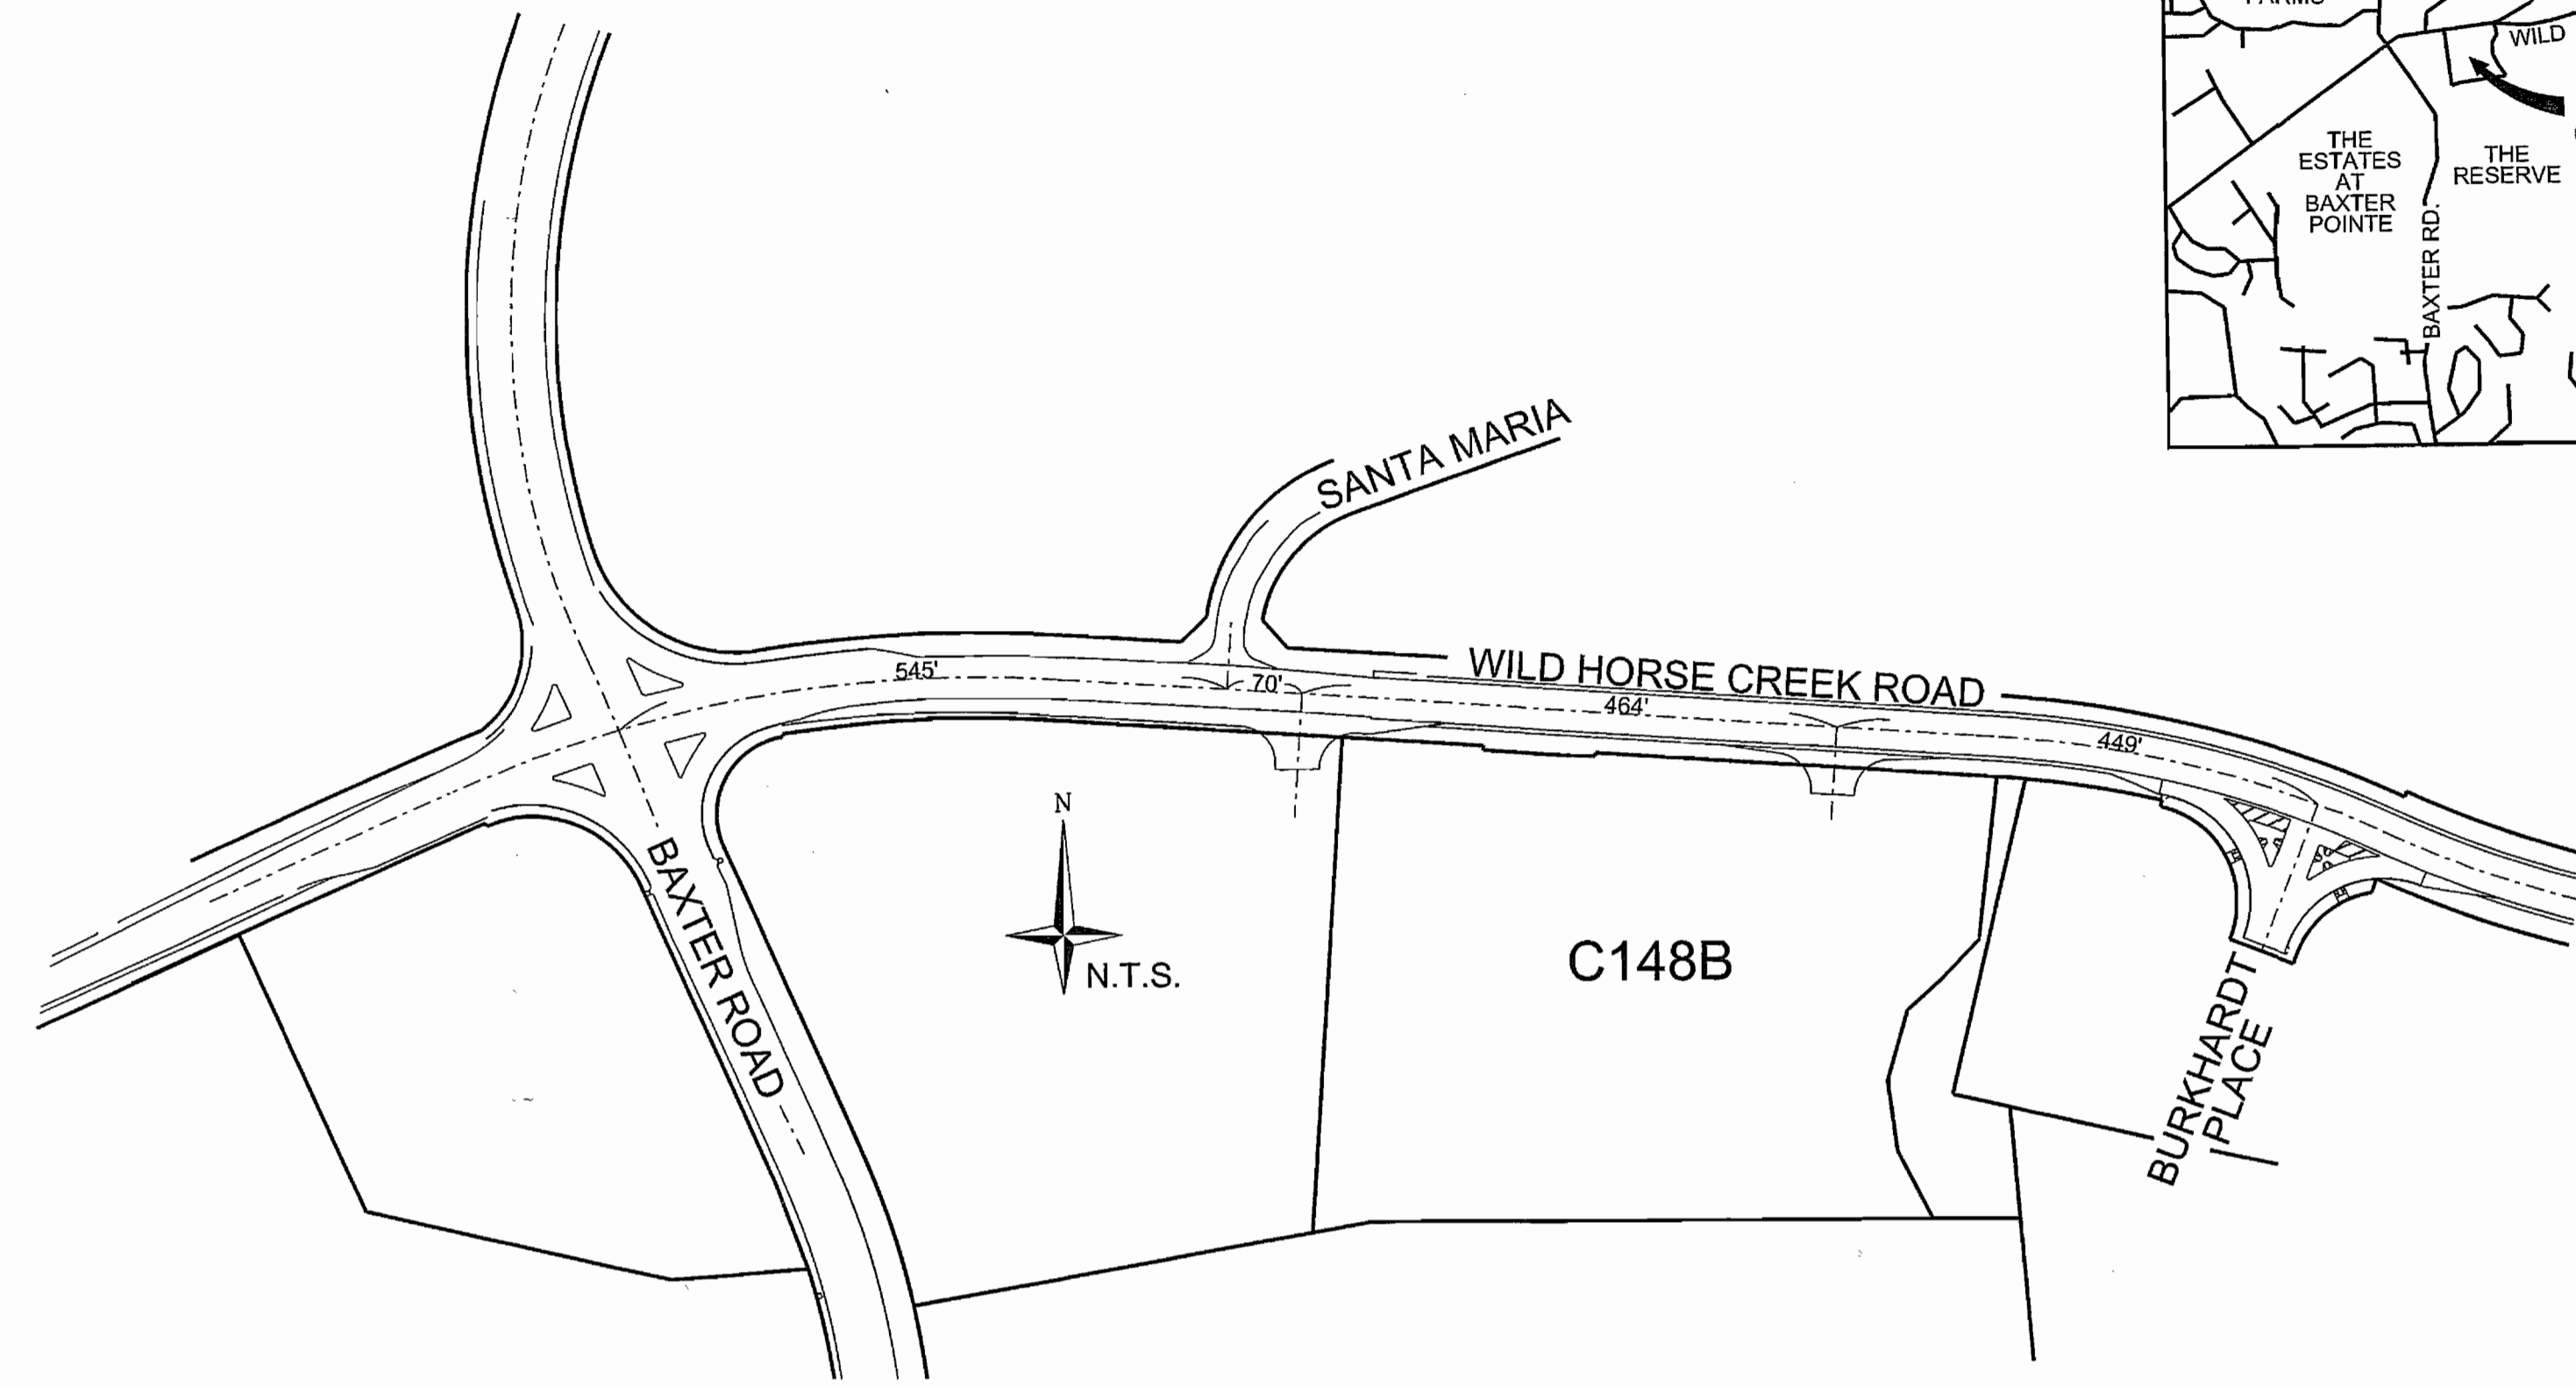 FARMS
WILD
THE
ESTATES
AT
BAXTER
POINTE
THE
RESERVE
BAXTER RD.
SANTA MARIA
WILD HORSE CREEK ROAD
545'
70'
464'
449'
N
N.T.S.
BAXTER ROAD
C148B
BURKHARDT
PLACE